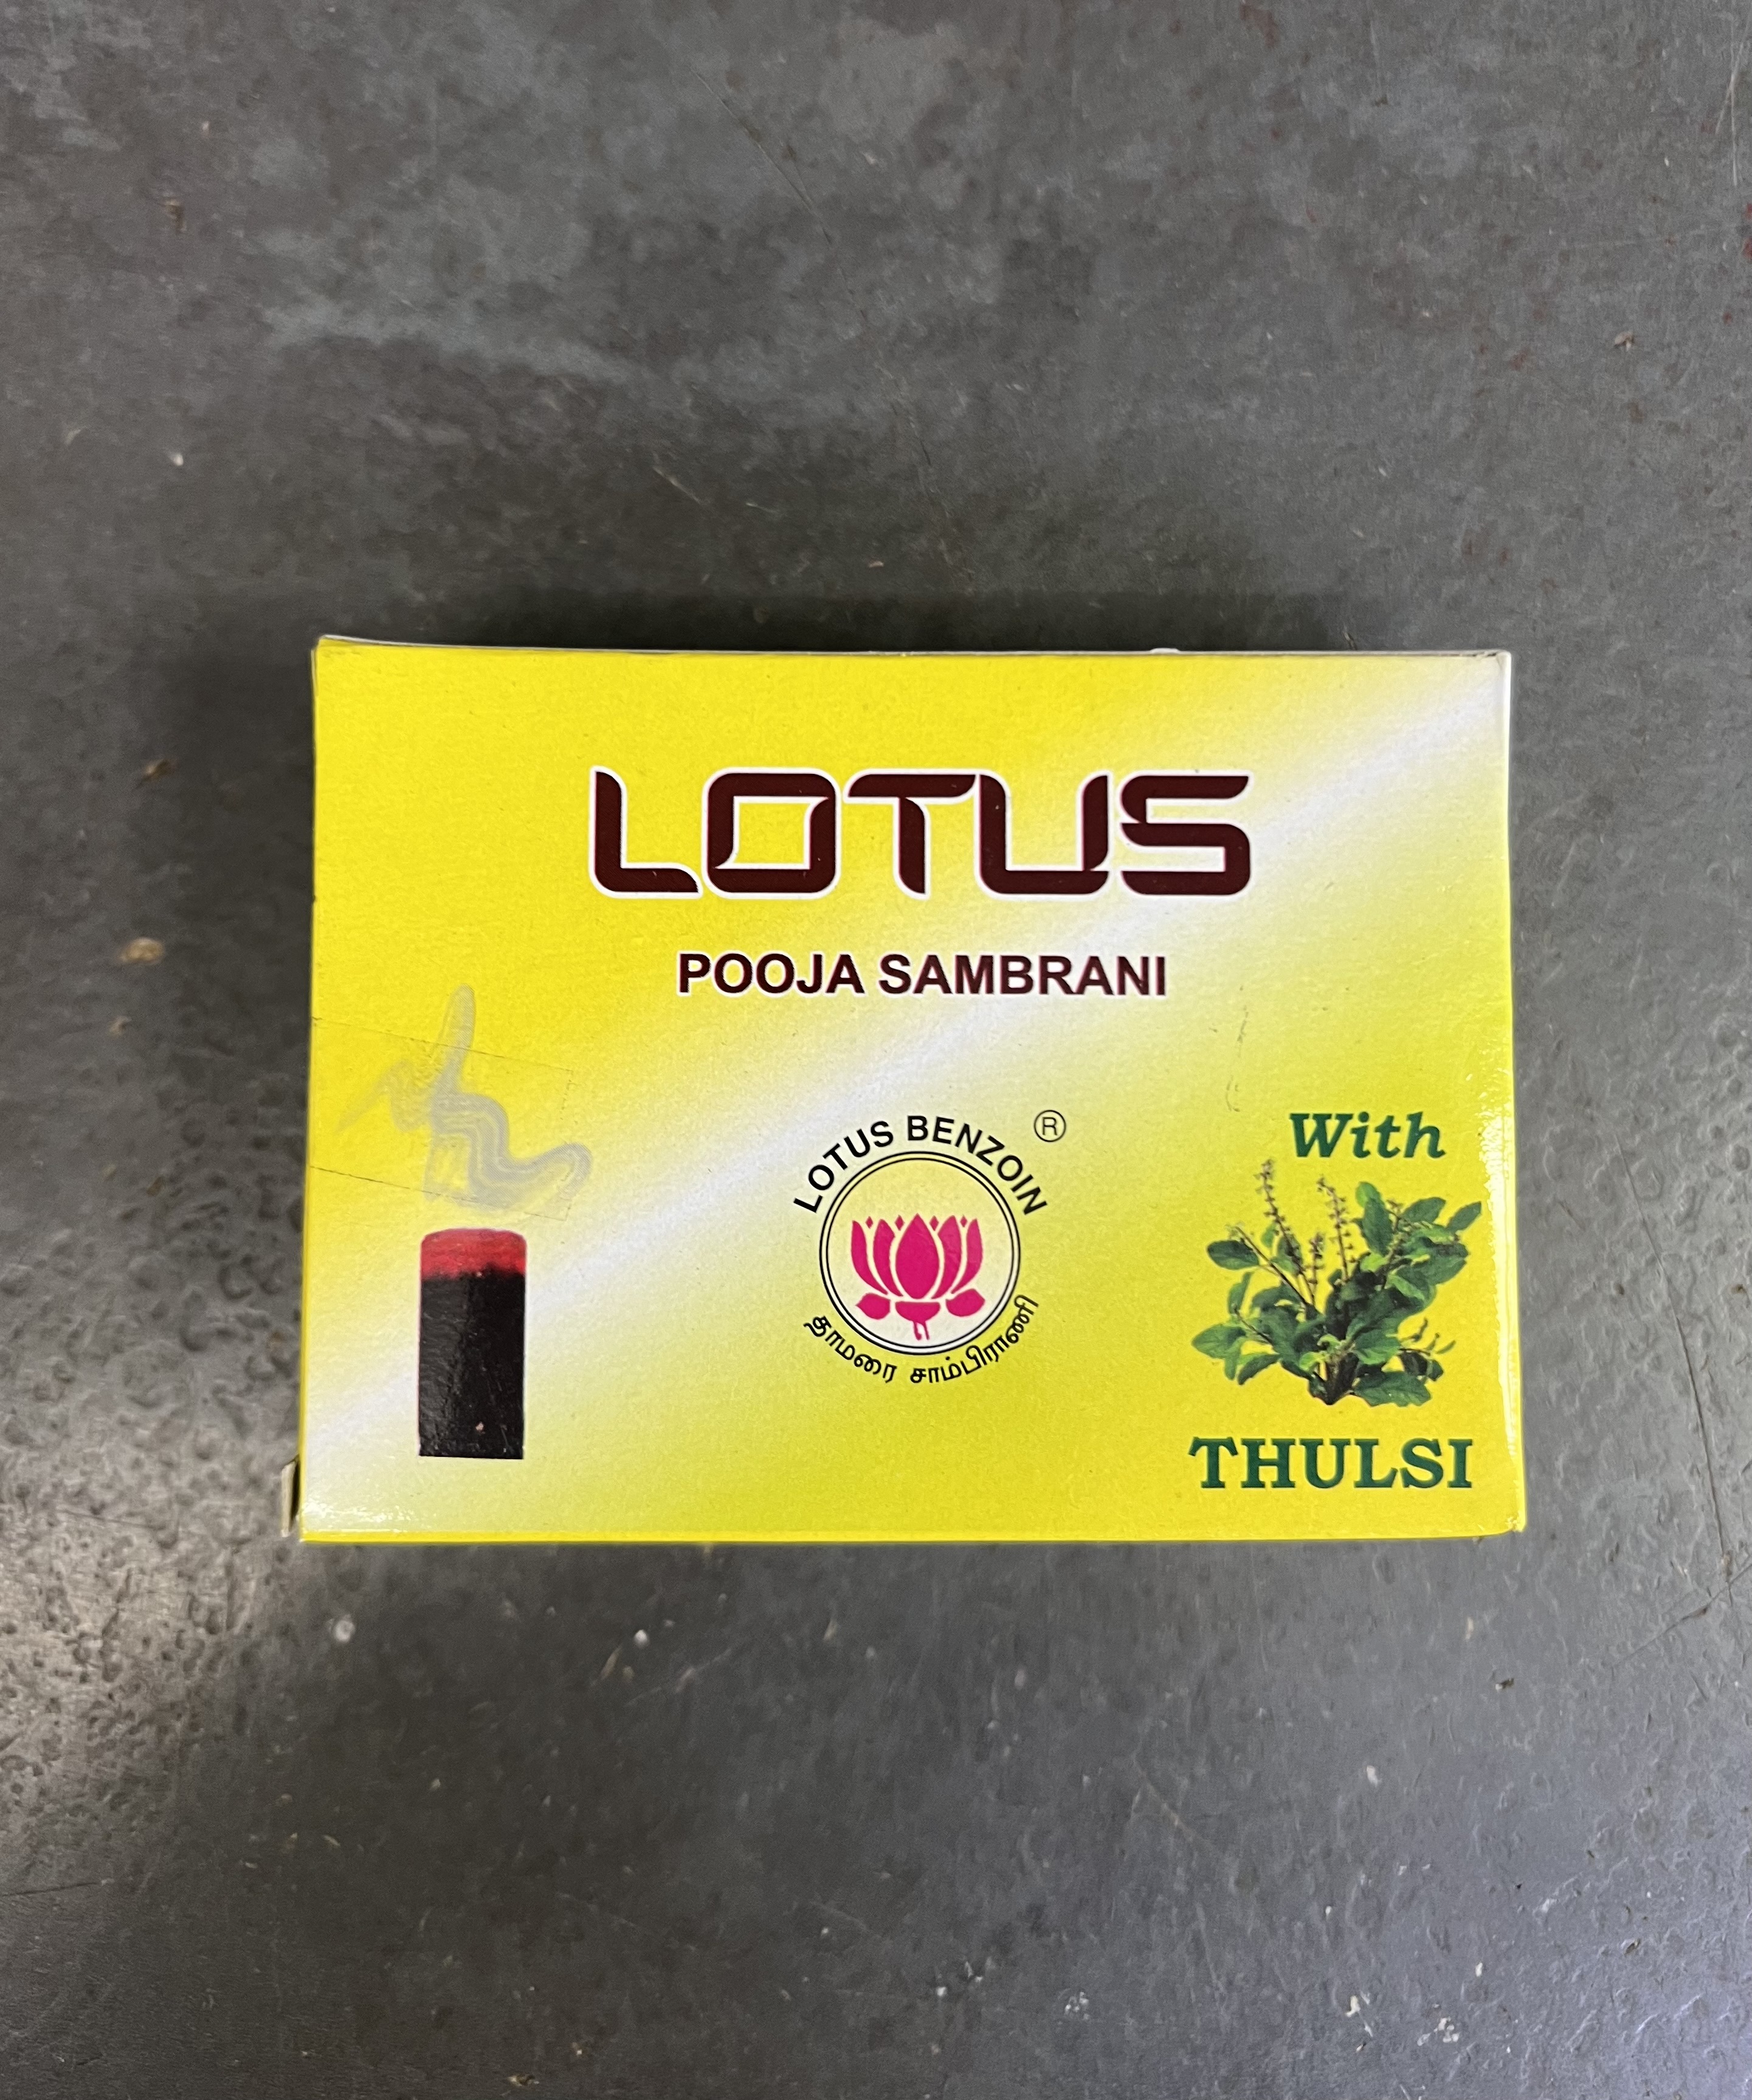 LOTUS
POOJA SAMBRANI
LOTUS BENZOIN ®
தாமரை சாம்பிராணி
With
THULSI